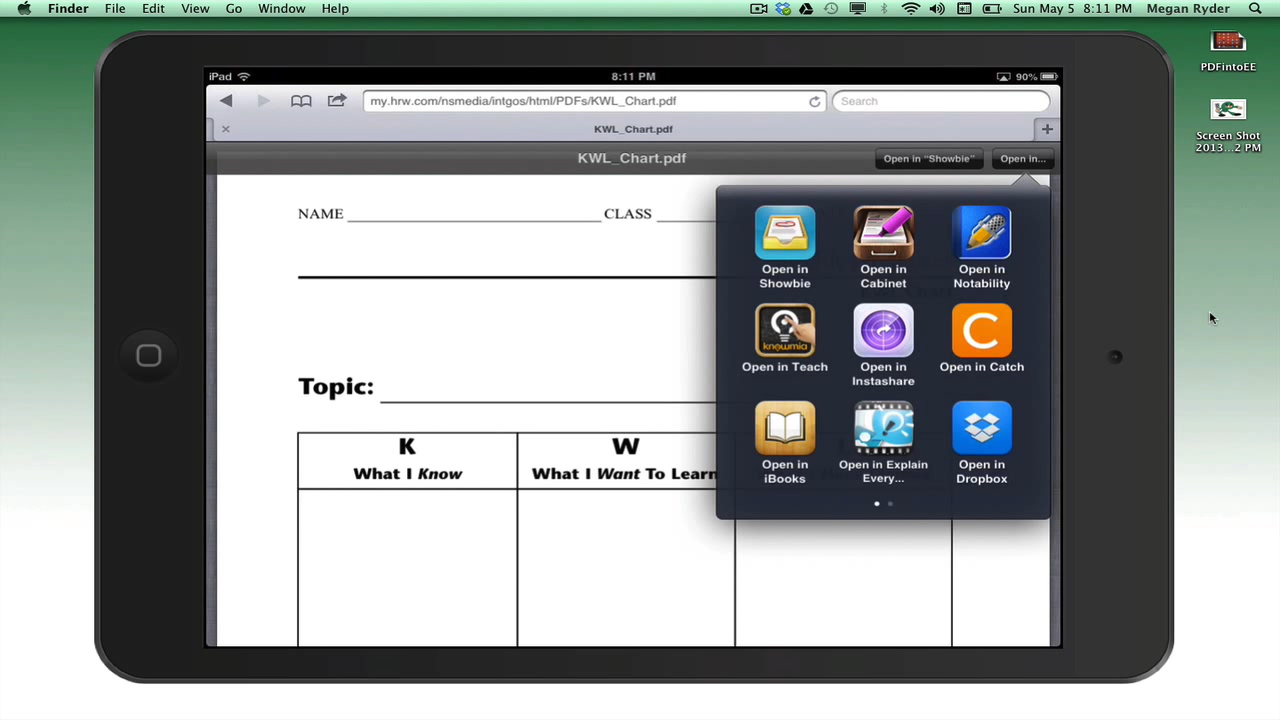 Finder File Edit View Go Window Help Sun May 5 8:11 PM Megan Ryder
PDFintoEE
Screen Shot
2013...2 PM
iPad 8:11 PM 90%
my.hrw.com/nsmedia/intgos/html/PDFs/KWL_Chart.pdf Search
KWL_Chart.pdf
KWL_Chart.pdf Open in "Showbie" Open in...
NAME CLASS
Open in
Showbie
Open in
Cabinet
Open in
Notability
knowmia
Open in Teach
Open in
Instashare
C
Open in Catch
Open in
iBooks
Open in Explain
Every...
Open in
Dropbox
Topic:
K
What I Know
W
What I Want To Learn